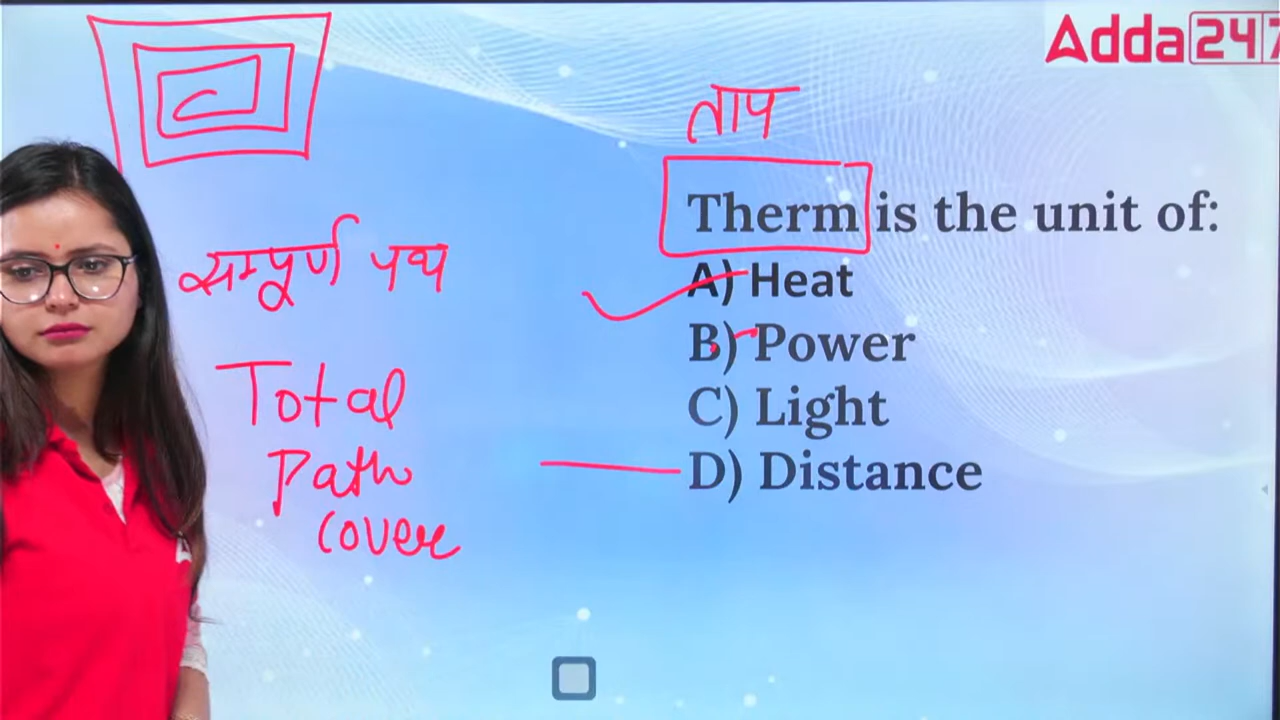 Adda247
ताप
Therm is the unit of:
A) Heat
B) Power
C) Light
D) Distance
सम्पूर्ण पथ
Total
Path
cover